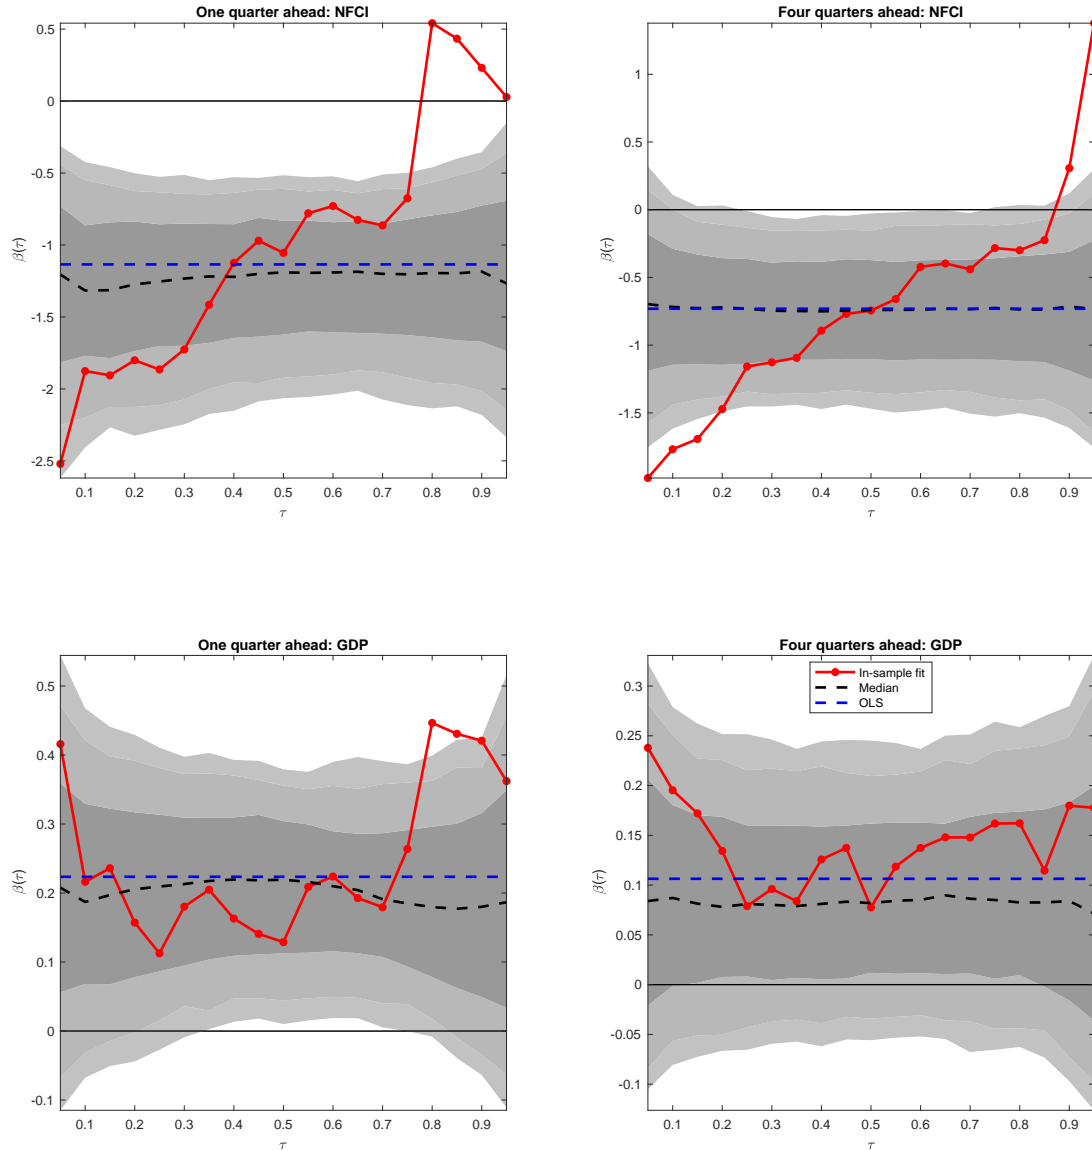 One quarter ahead: NFCI
0.5
0
-0.5
-1
-1.5
-2
-2.5
β(τ)
0.1 0.2 0.3 0.4 0.5 0.6 0.7 0.8 0.9
τ
Four quarters ahead: NFCI
1
0.5
0
-0.5
-1
-1.5
β(τ)
0.1 0.2 0.3 0.4 0.5 0.6 0.7 0.8 0.9
τ
One quarter ahead: GDP
0.5
0.4
0.3
0.2
0.1
0
-0.1
β(τ)
0.1 0.2 0.3 0.4 0.5 0.6 0.7 0.8 0.9
τ
Four quarters ahead: GDP
In-sample fit
Median
OLS
0.3
0.25
0.2
0.15
0.1
0.05
0
-0.05
-0.1
β(τ)
0.1 0.2 0.3 0.4 0.5 0.6 0.7 0.8 0.9
τ